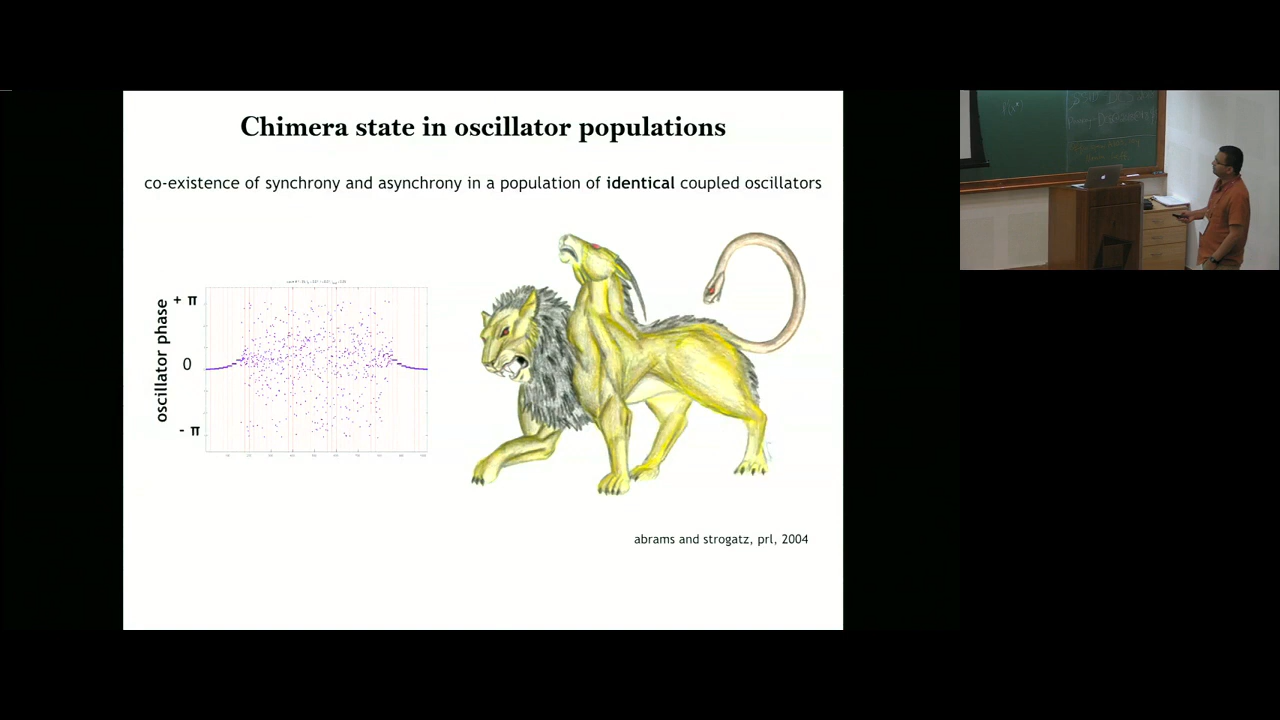 Chimera state in oscillator populations
co-existence of synchrony and asynchrony in a population of identical coupled oscillators
oscillator phase
+ π
0
- π
abrams and strogatz, prl, 2004